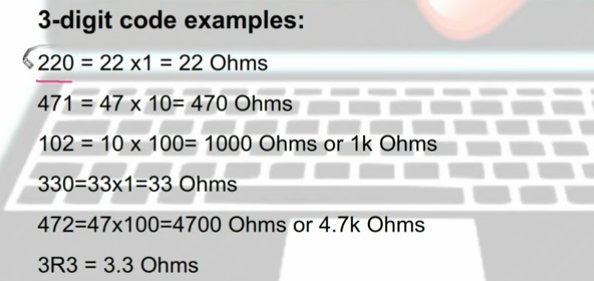 3-digit code examples:
220 = 22 x1 = 22 Ohms
471 = 47 x 10= 470 Ohms
102 = 10 x 100= 1000 Ohms or 1k Ohms
330=33x1=33 Ohms
472=47x100=4700 Ohms or 4.7k Ohms
3R3 = 3.3 Ohms